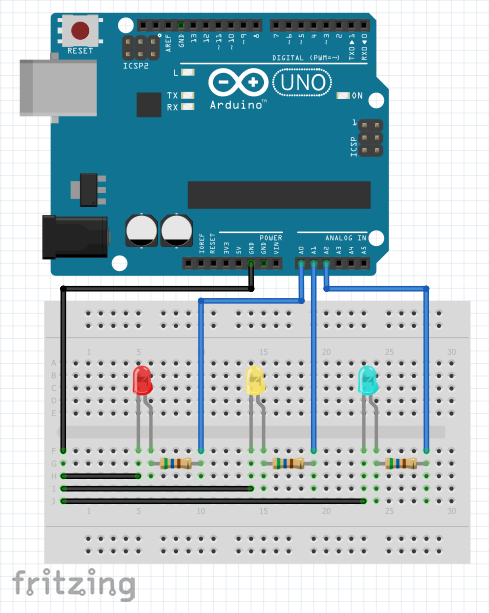 RESET
ICSP2
AREF
GND
13
12
~11
~10
~9
8
7
~6
~5
4
~3
2
TX0▶1
RX0◀0
DIGITAL (PWM=~)
L
TX
RX
Arduino™
UNO
ON
1
ICSP
IOREF
RESET
3V3
5V
GND
GND
VIN
POWER
ANALOG IN
A0
A1
A2
A3
A4
A5
1 5 10 15 20 25 30
A
B
C
D
E
F
G
H
I
J
1 5 10 15 20 25 30
fritzing